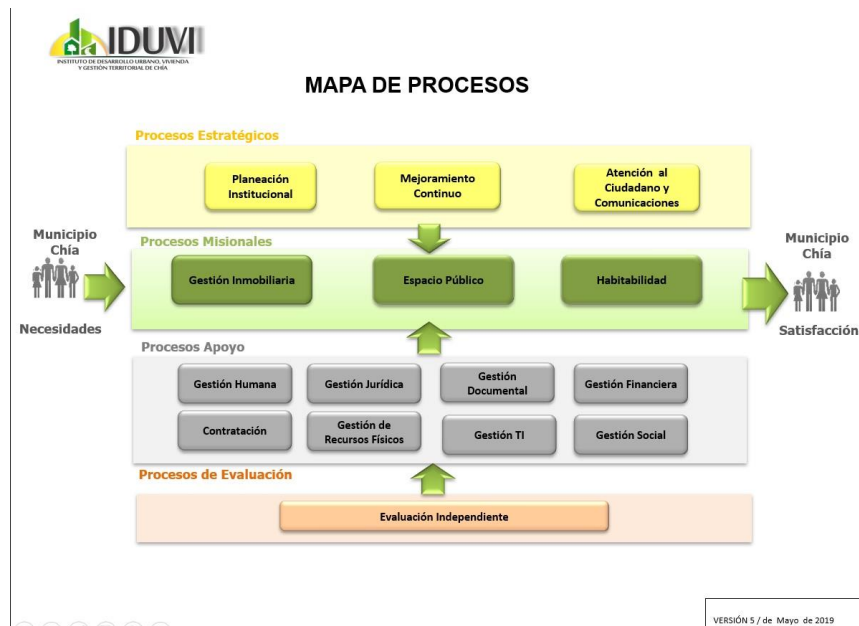 IDUVI
INSTITUTO DE DESARROLLO URBANO, VIVIENDA
Y GESTIÓN TERRITORIAL DE CHÍA
MAPA DE PROCESOS
Procesos Estratégicos
Planeación
Institucional
Mejoramiento
Continuo
Atención al
Ciudadano y
Comunicaciones
Municipio
Chía
Necesidades
Procesos Misionales
Gestión Inmobiliaria
Espacio Público
Habitabilidad
Municipio
Chía
Satisfacción
Procesos Apoyo
Gestión Humana
Gestión Jurídica
Gestión
Documental
Gestión Financiera
Contratación
Gestión de
Recursos Físicos
Gestión TI
Gestión Social
Procesos de Evaluación
Evaluación Independiente
VERSIÓN 5 / de Mayo de 2019